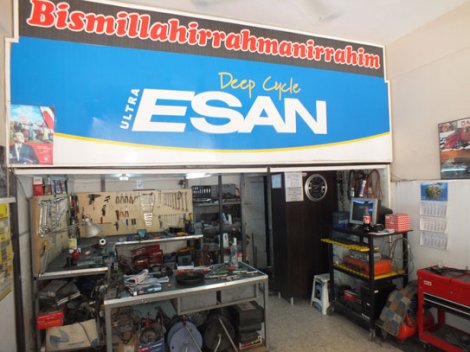 Bismillahirrahmanirrahim
Deep Cycle
ULTRA ESAN